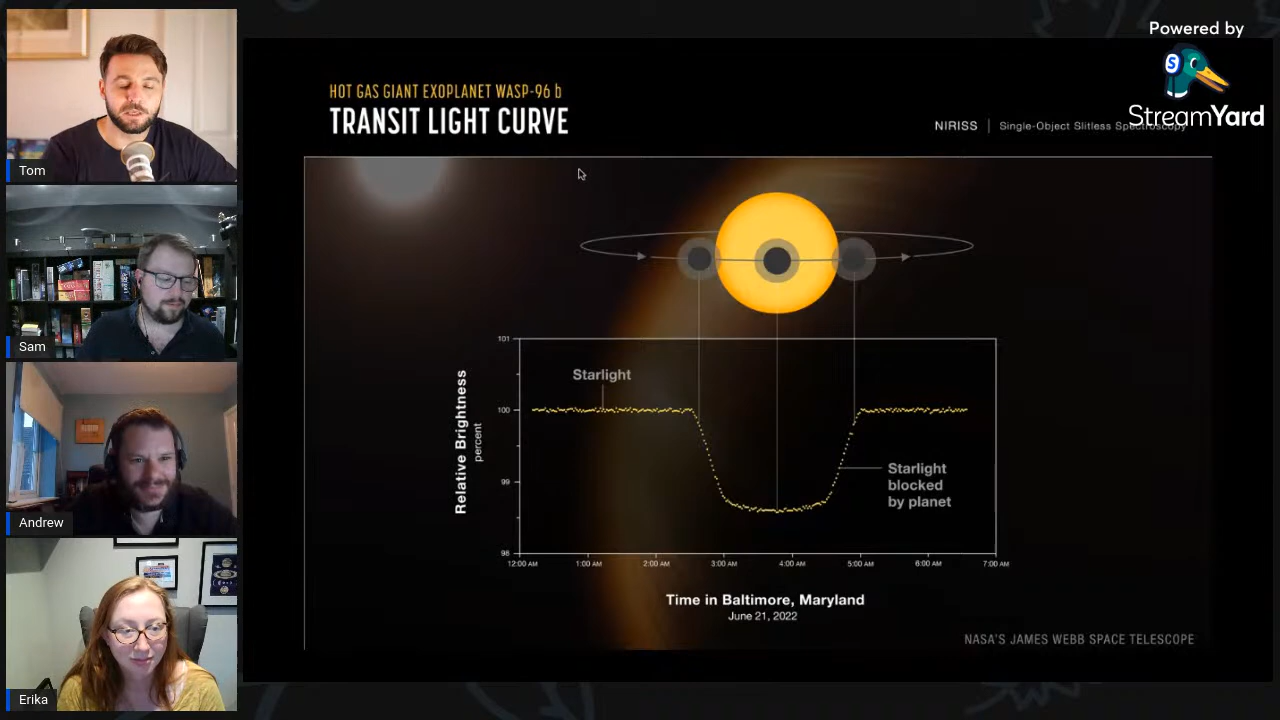 Powered by
StreamYard
Tom
Sam
Andrew
Erika
HOT GAS GIANT EXOPLANET WASP-96 b
TRANSIT LIGHT CURVE
NIRISS | Single-Object Slitless Spectroscopy
101
100
99
98
Relative Brightness
percent
Starlight
Starlight
blocked
by planet
12:00 AM 1:00 AM 2:00 AM 3:00 AM 4:00 AM 5:00 AM 6:00 AM 7:00 AM
Time in Baltimore, Maryland
June 21, 2022
NASA'S JAMES WEBB SPACE TELESCOPE